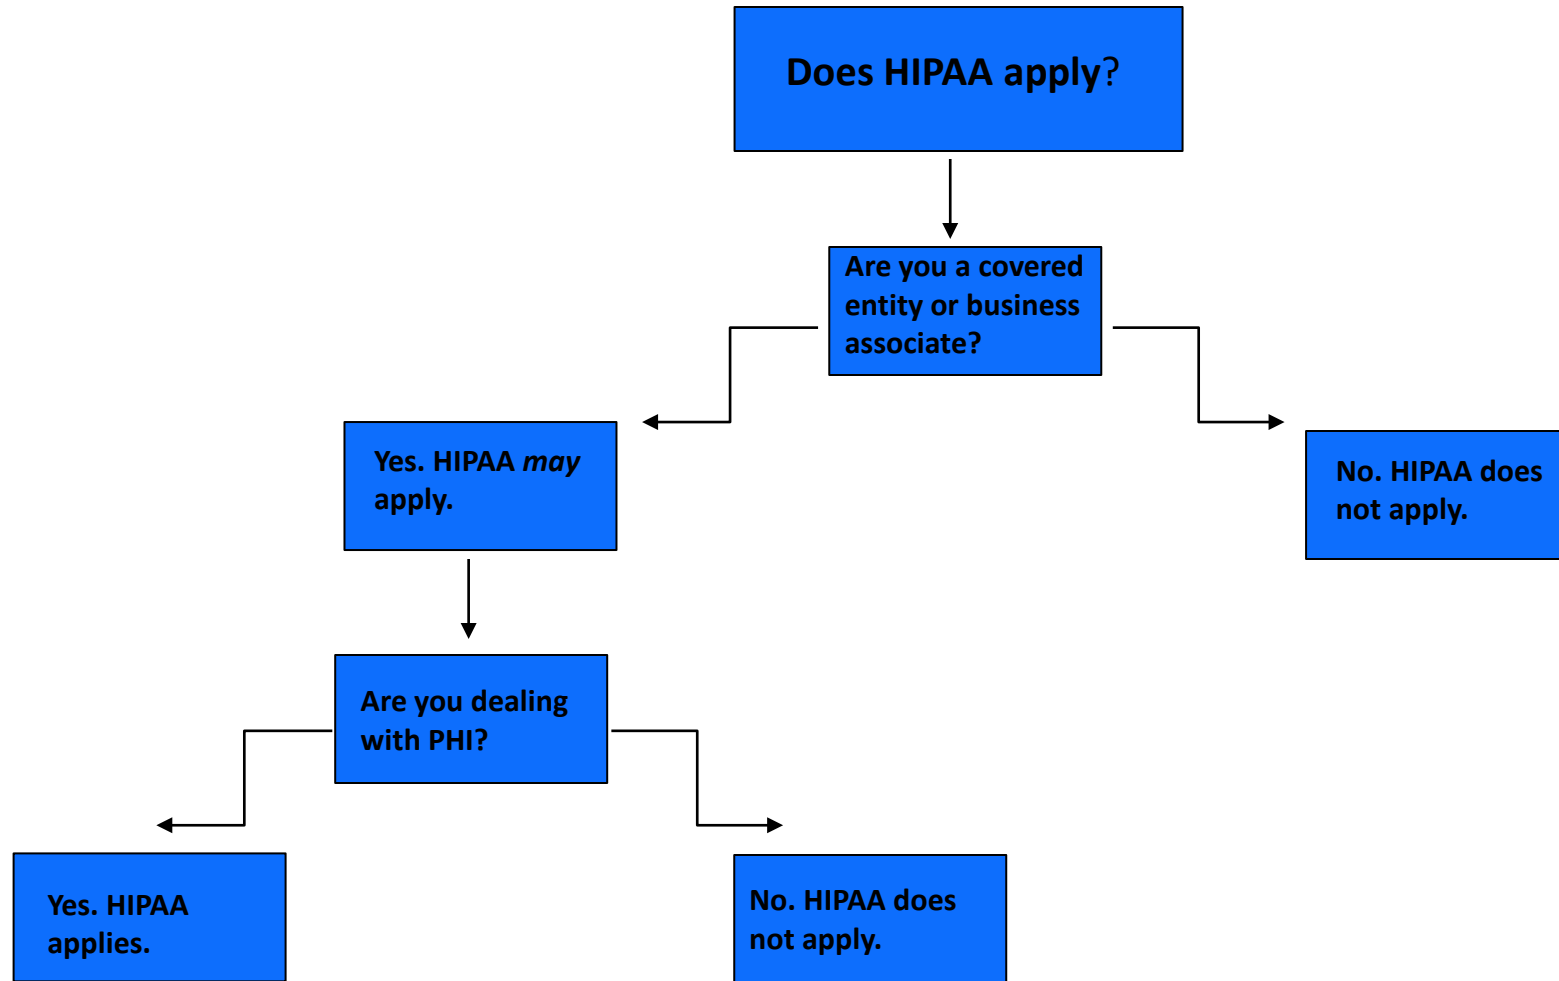 Does HIPAA apply?
Are you a covered
entity or business
associate?
Yes. HIPAA may
apply.
No. HIPAA does
not apply.
Are you dealing
with PHI?
Yes. HIPAA
applies.
No. HIPAA does
not apply.